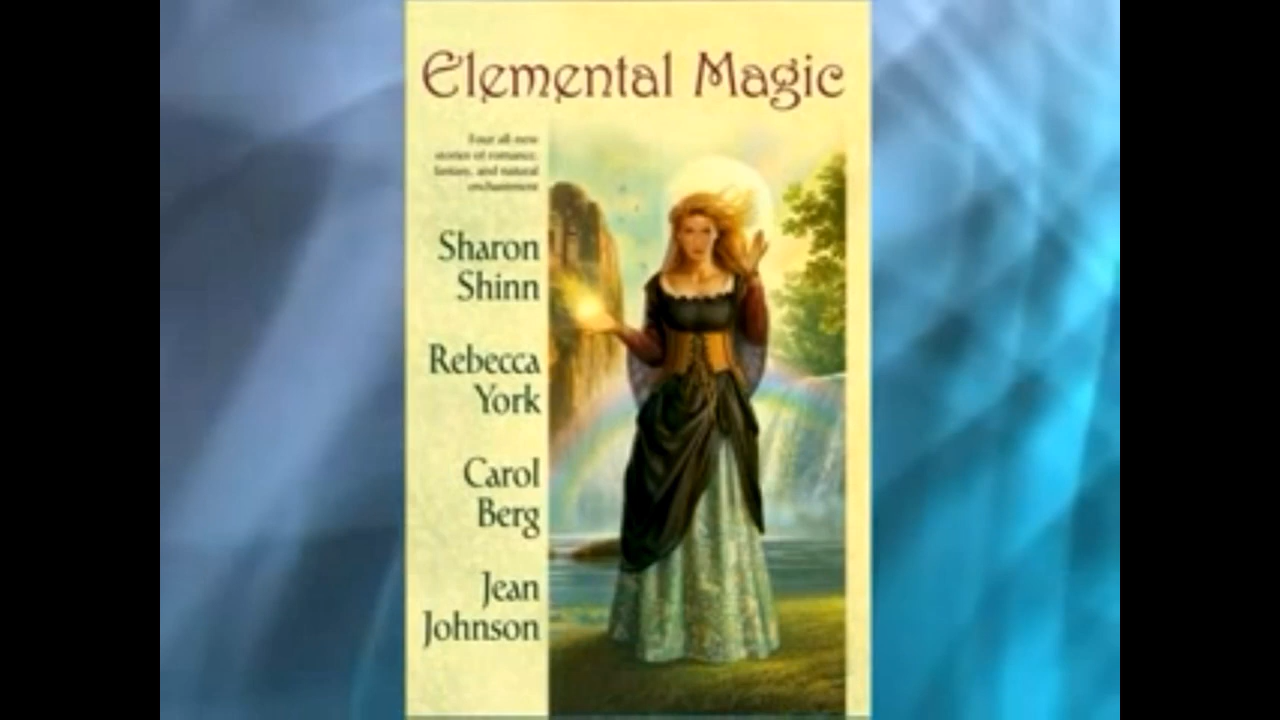 Elemental Magic
Four all-new
stories of romance,
fantasy, and natural
enchantment
Sharon
Shinn
Rebecca
York
Carol
Berg
Jean
Johnson